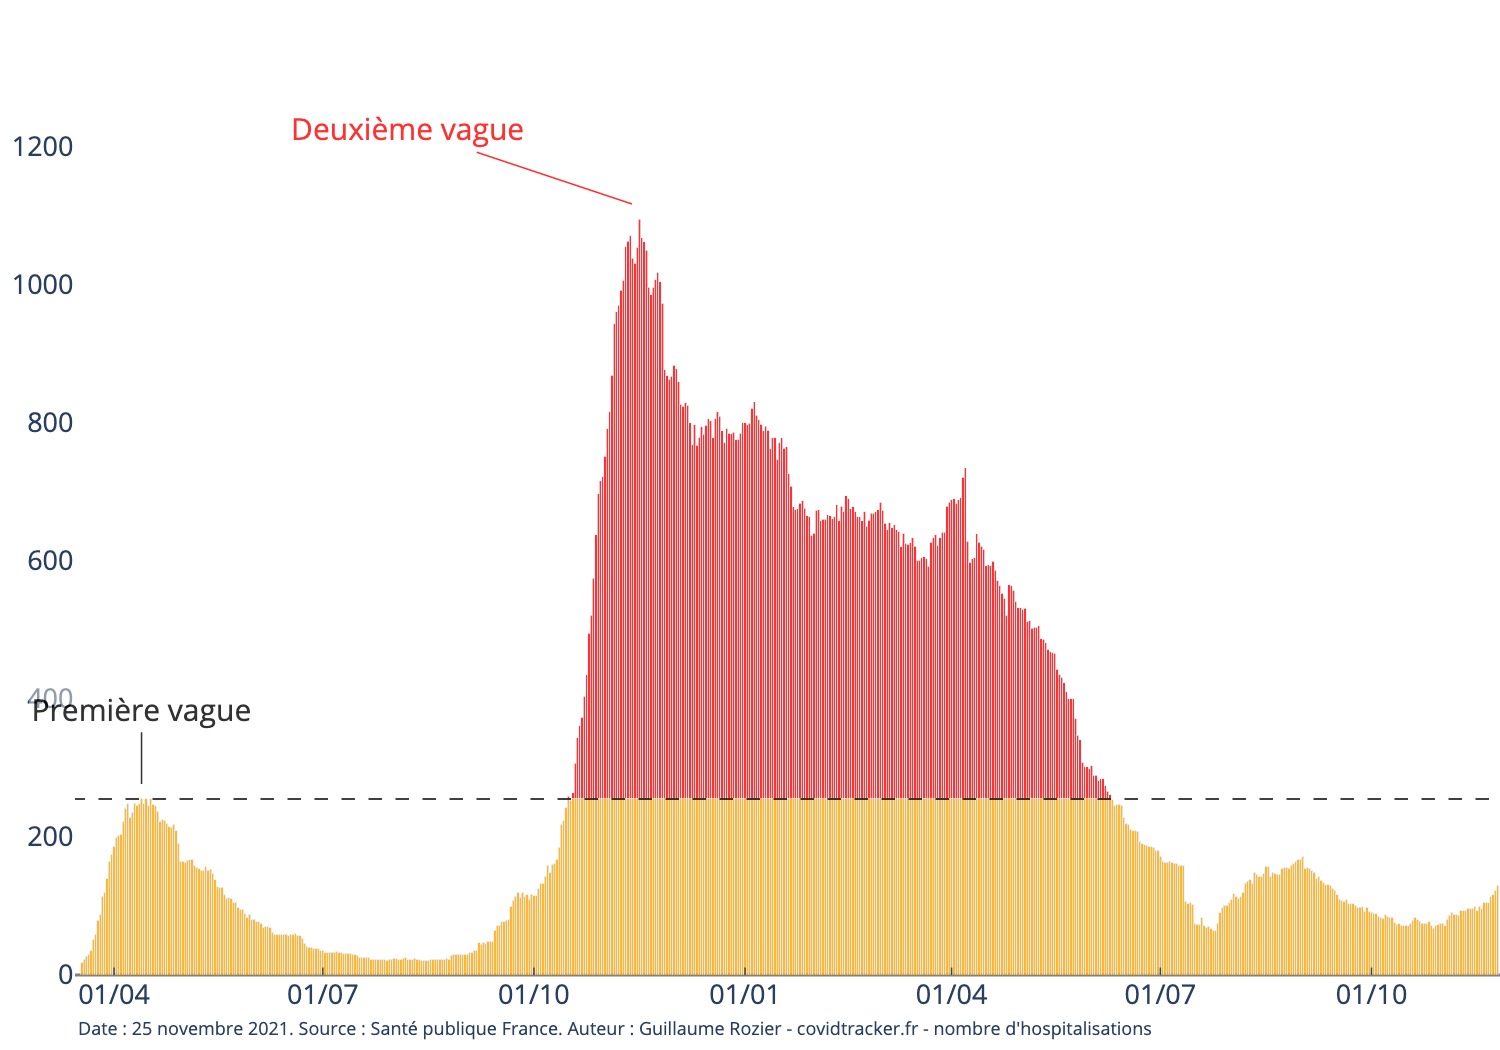 Deuxième vague
1200
1000
800
600
400
Première vague
200
0
01/04 01/07 01/10 01/01 01/04 01/07 01/10
Date : 25 novembre 2021. Source : Santé publique France. Auteur : Guillaume Rozier - covidtracker.fr - nombre d'hospitalisations